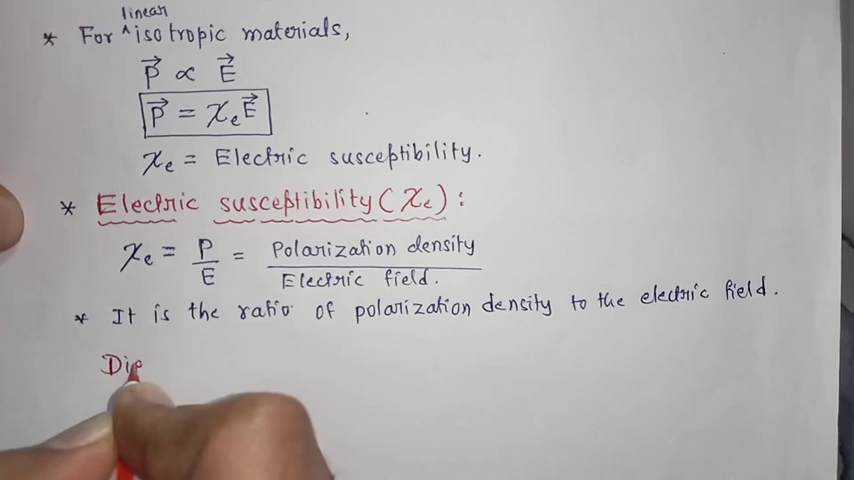 linear
* For ^ isotropic materials,
P⃗ ∝ E⃗
P⃗ = χₑE⃗
χₑ = Electric susceptibility.
* Electric susceptibility (χₑ) :
χₑ = P/E = Polarization density / Electric field.
* It is the ratio of polarization density to the electric field.